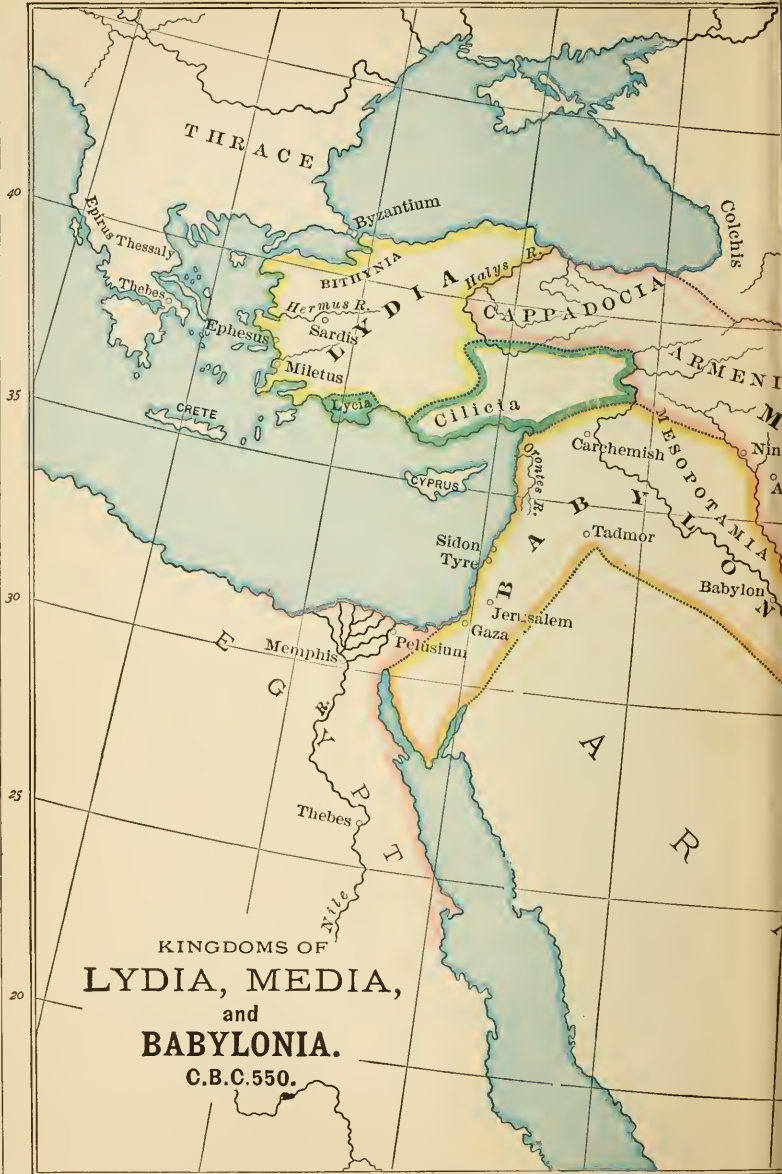 THRACE
40
Byzantium
Colchis
Epirus
Thessaly
Thebes
BITHYNIA
LYDIA
Halys R.
Hermus R.
CAPPADOCIA
Ephesus
Sardis
Miletus
ARMENI
M
35
CRETE
Lycia
Cilicia
Carchemish
MESOPOTAMIA
Nin
A
Orontes R.
CYPRUS
BABYLON
Tadmor
Sidon
Tyre
Babylon
30
Jerusalem
Gaza
Memphis
Pelusium
EGYPT
R.
A
R
25
Thebes
Nile
20
KINGDOMS OF
LYDIA, MEDIA,
and
BABYLONIA.
C.B.C.550.